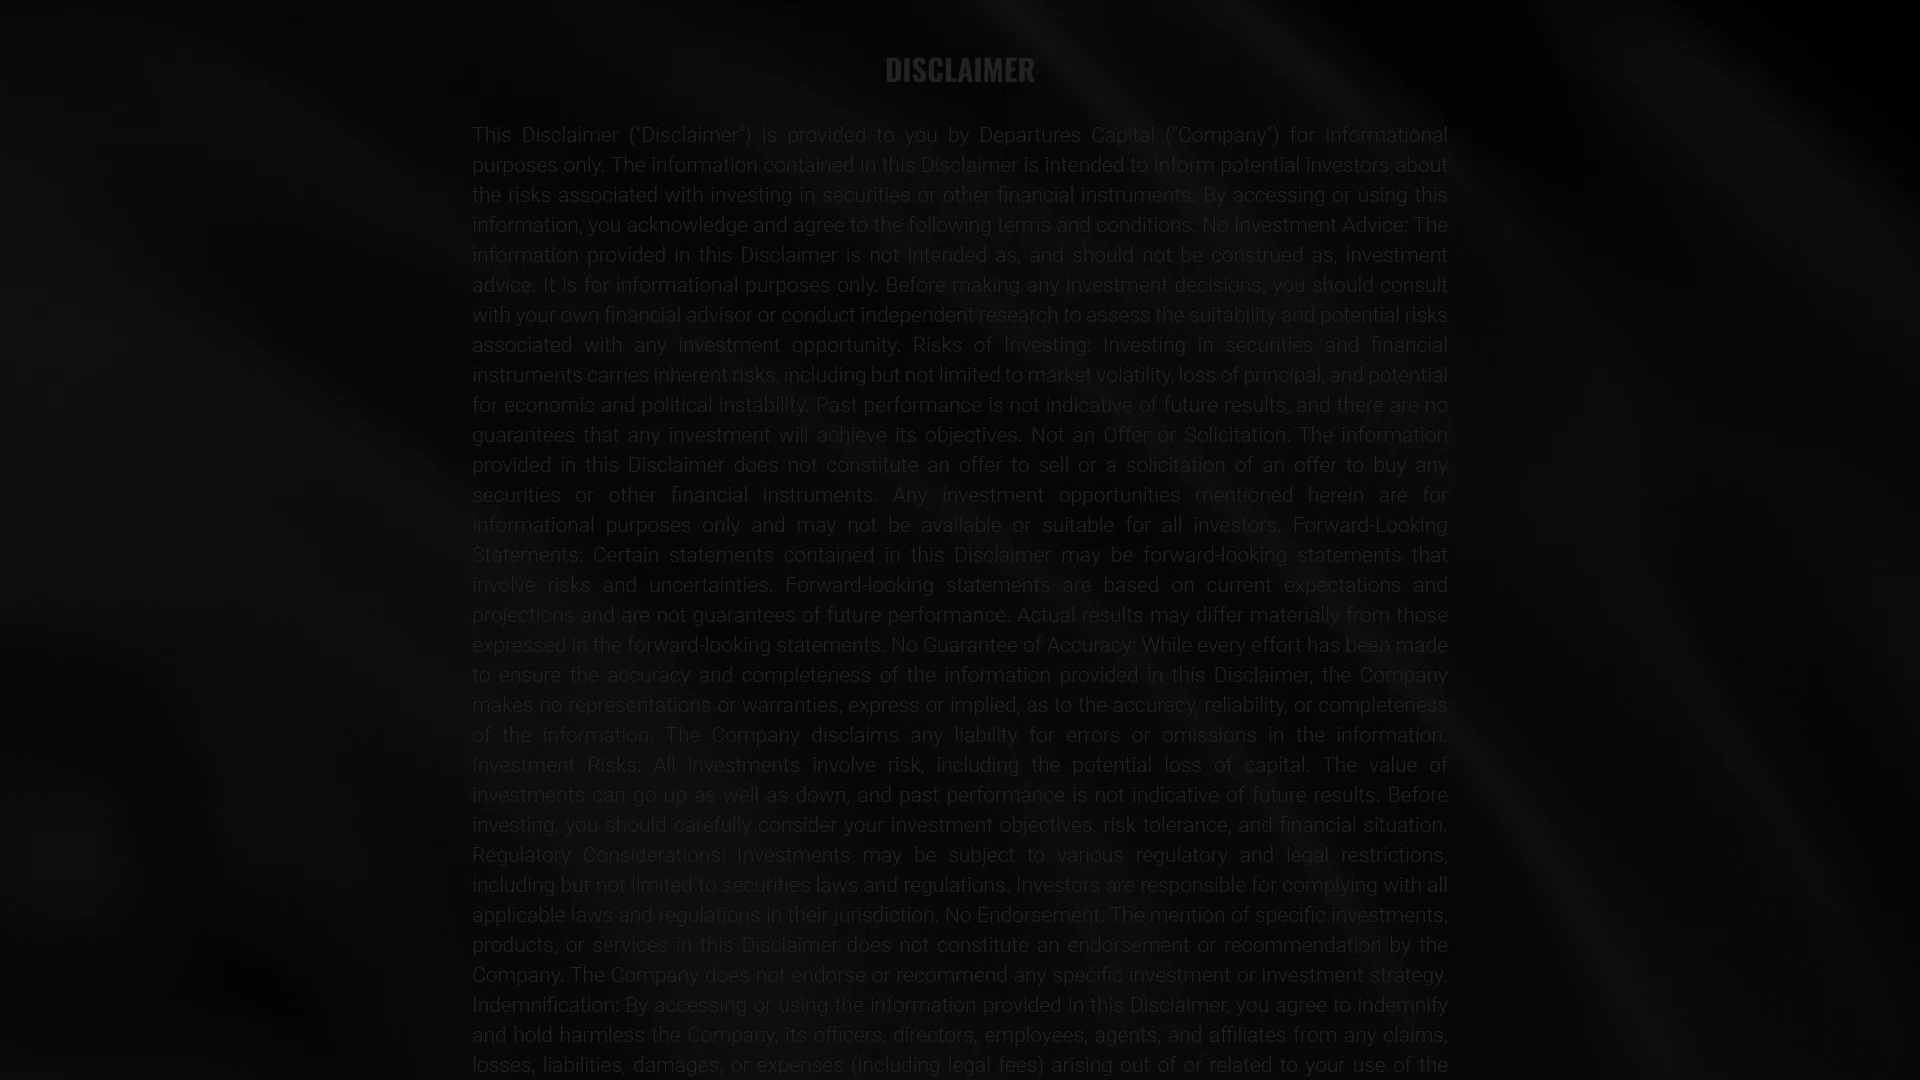 DISCLAIMER
This Disclaimer ("Disclaimer") is provided to you by Departures Capital ("Company") for informational
purposes only. The information contained in this Disclaimer is intended to inform potential investors about
the risks associated with investing in securities or other financial instruments. By accessing or using this
information, you acknowledge and agree to the following terms and conditions: No Investment Advice: The
information provided in this Disclaimer is not intended as, and should not be construed as, investment
advice. It is for informational purposes only. Before making any investment decisions, you should consult
with your own financial advisor or conduct independent research to assess the suitability and potential risks
associated with any investment opportunity. Risks of Investing: Investing in securities and financial
instruments carries inherent risks, including but not limited to market volatility, loss of principal, and potential
for economic and political instability. Past performance is not indicative of future results, and there are no
guarantees that any investment will achieve its objectives. Not an Offer or Solicitation: The information
provided in this Disclaimer does not constitute an offer to sell or a solicitation of an offer to buy any
securities or other financial instruments. Any investment opportunities mentioned herein are for
informational purposes only and may not be available or suitable for all investors. Forward-Looking
Statements: Certain statements contained in this Disclaimer may be forward-looking statements that
involve risks and uncertainties. Forward-looking statements are based on current expectations and
projections and are not guarantees of future performance. Actual results may differ materially from those
expressed in the forward-looking statements. No Guarantee of Accuracy: While every effort has been made
to ensure the accuracy and completeness of the information provided in this Disclaimer, the Company
makes no representations or warranties, express or implied, as to the accuracy, reliability, or completeness
of the information. The Company disclaims any liability for errors or omissions in the information.
Investment Risks: All investments involve risk, including the potential loss of capital. The value of
investments can go up as well as down, and past performance is not indicative of future results. Before
investing, you should carefully consider your investment objectives, risk tolerance, and financial situation.
Regulatory Considerations: Investments may be subject to various regulatory and legal restrictions,
including but not limited to securities laws and regulations. Investors are responsible for complying with all
applicable laws and regulations in their jurisdiction. No Endorsement: The mention of specific investments,
products, or services in this Disclaimer does not constitute an endorsement or recommendation by the
Company. The Company does not endorse or recommend any specific investment or investment strategy.
Indemnification: By accessing or using the information provided in this Disclaimer, you agree to indemnify
and hold harmless the Company, its officers, directors, employees, agents, and affiliates from any claims,
losses, liabilities, damages, or expenses (including legal fees) arising out of or related to your use of the